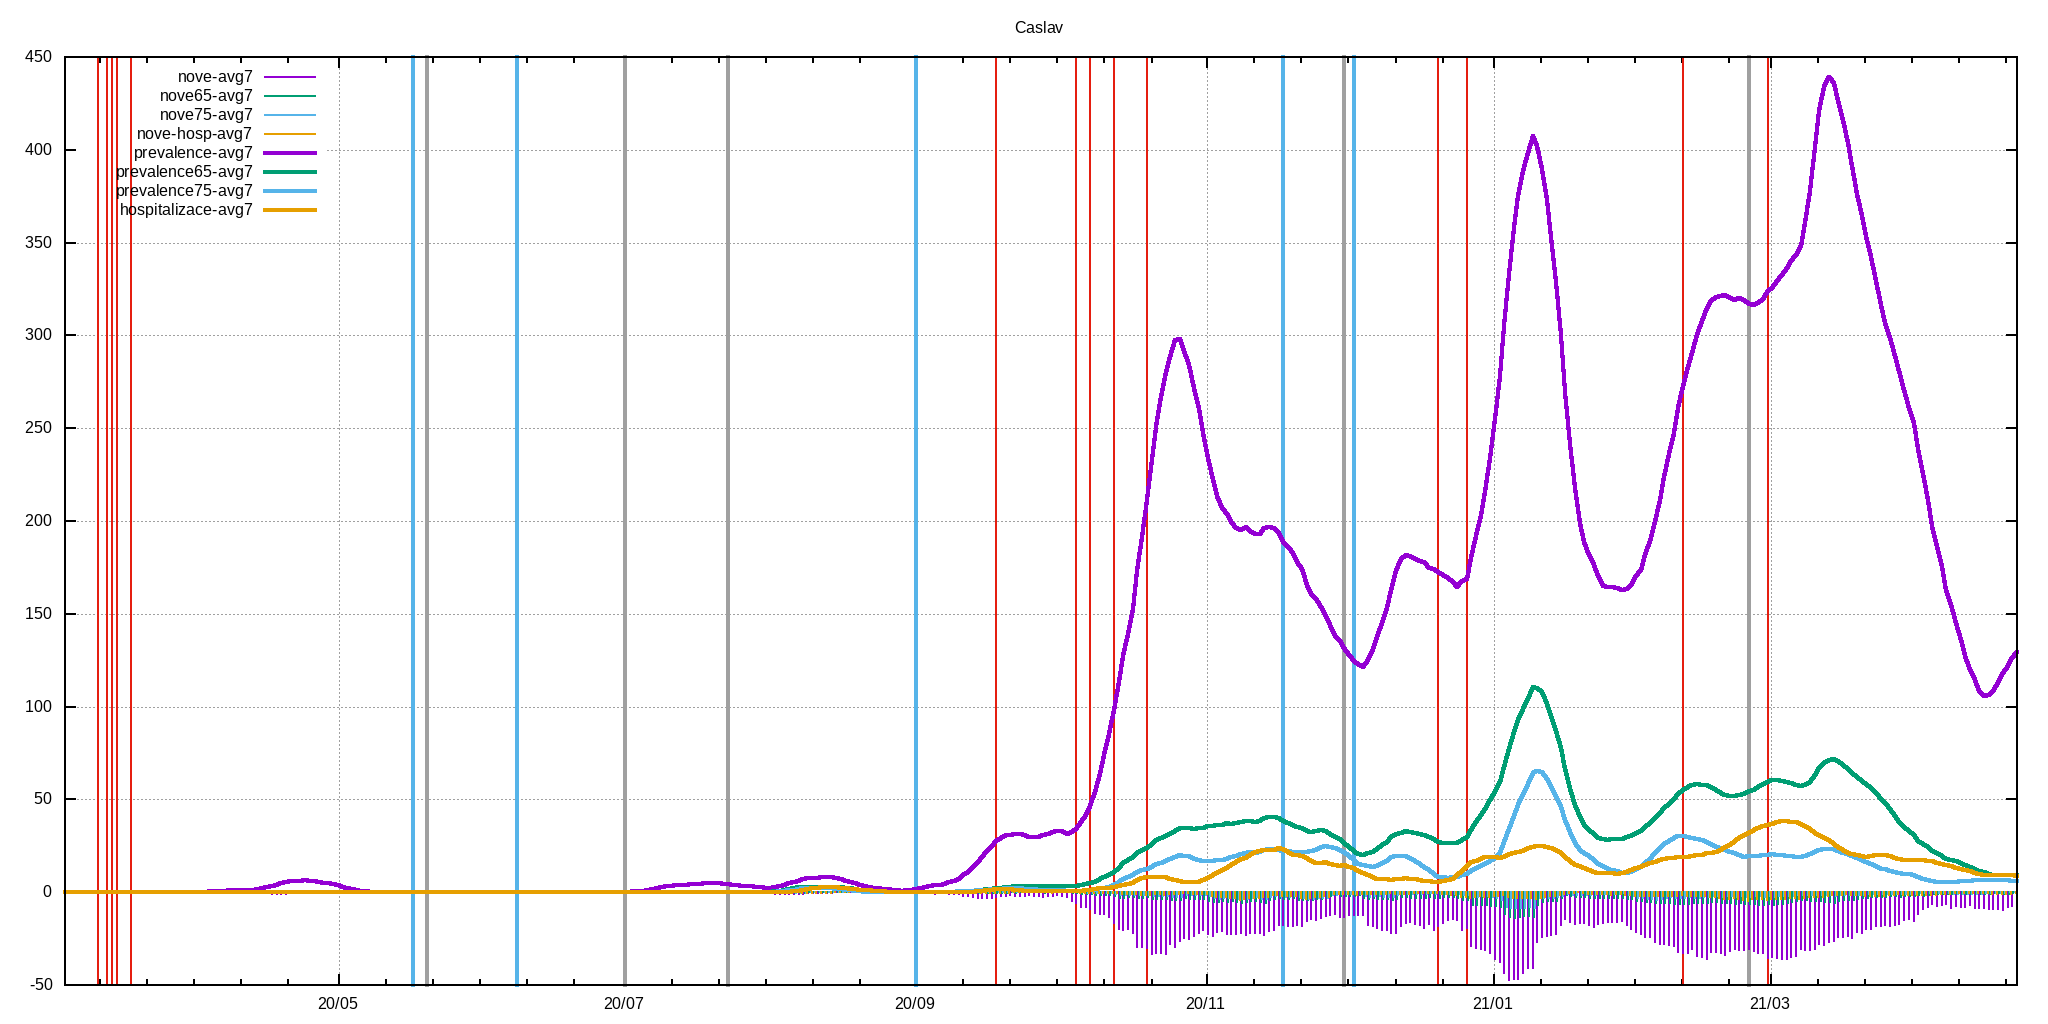 Caslav
450
400
350
300
250
200
150
100
50
0
-50
nove-avg7
nove65-avg7
nove75-avg7
nove-hosp-avg7
prevalence-avg7
prevalence65-avg7
prevalence75-avg7
hospitalizace-avg7
20/05 20/07 20/09 20/11 21/01 21/03